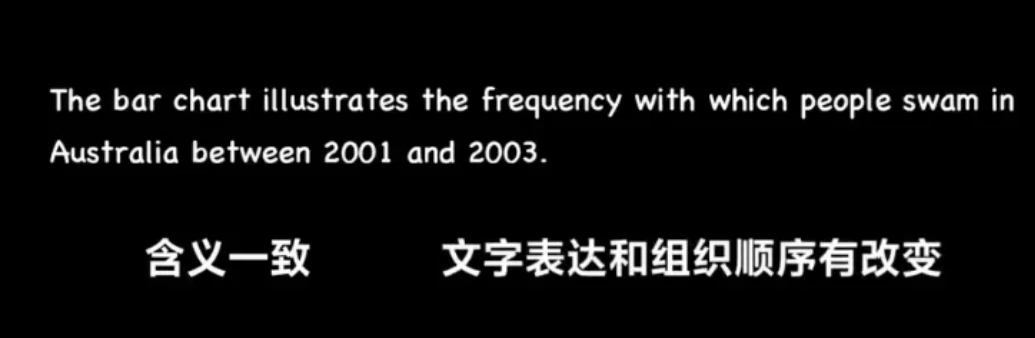 The bar chart illustrates the frequency with which people swam in
Australia between 2001 and 2003.
含义一致 文字表达和组织顺序有改变